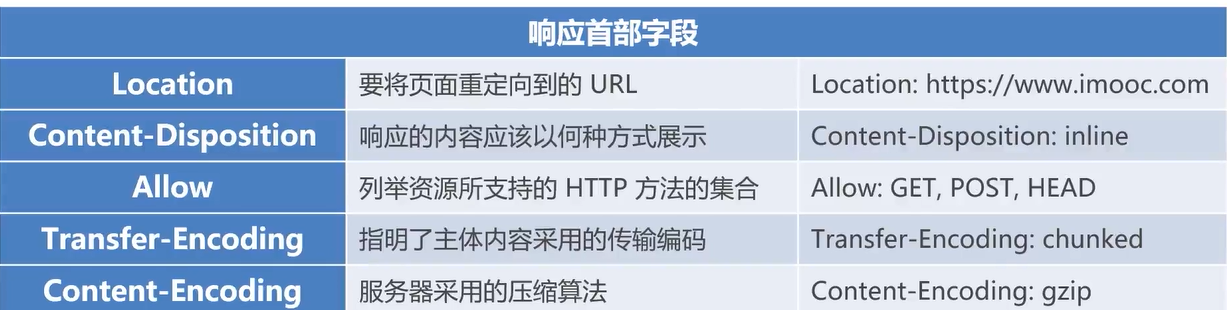 响应首部字段
Location 要将页面重定向到的 URL Location: https://www.imooc.com
Content-Disposition 响应的内容应该以何种方式展示 Content-Disposition: inline
Allow 列举资源所支持的 HTTP 方法的集合 Allow: GET, POST, HEAD
Transfer-Encoding 指明了主体内容采用的传输编码 Transfer-Encoding: chunked
Content-Encoding 服务器采用的压缩算法 Content-Encoding: gzip